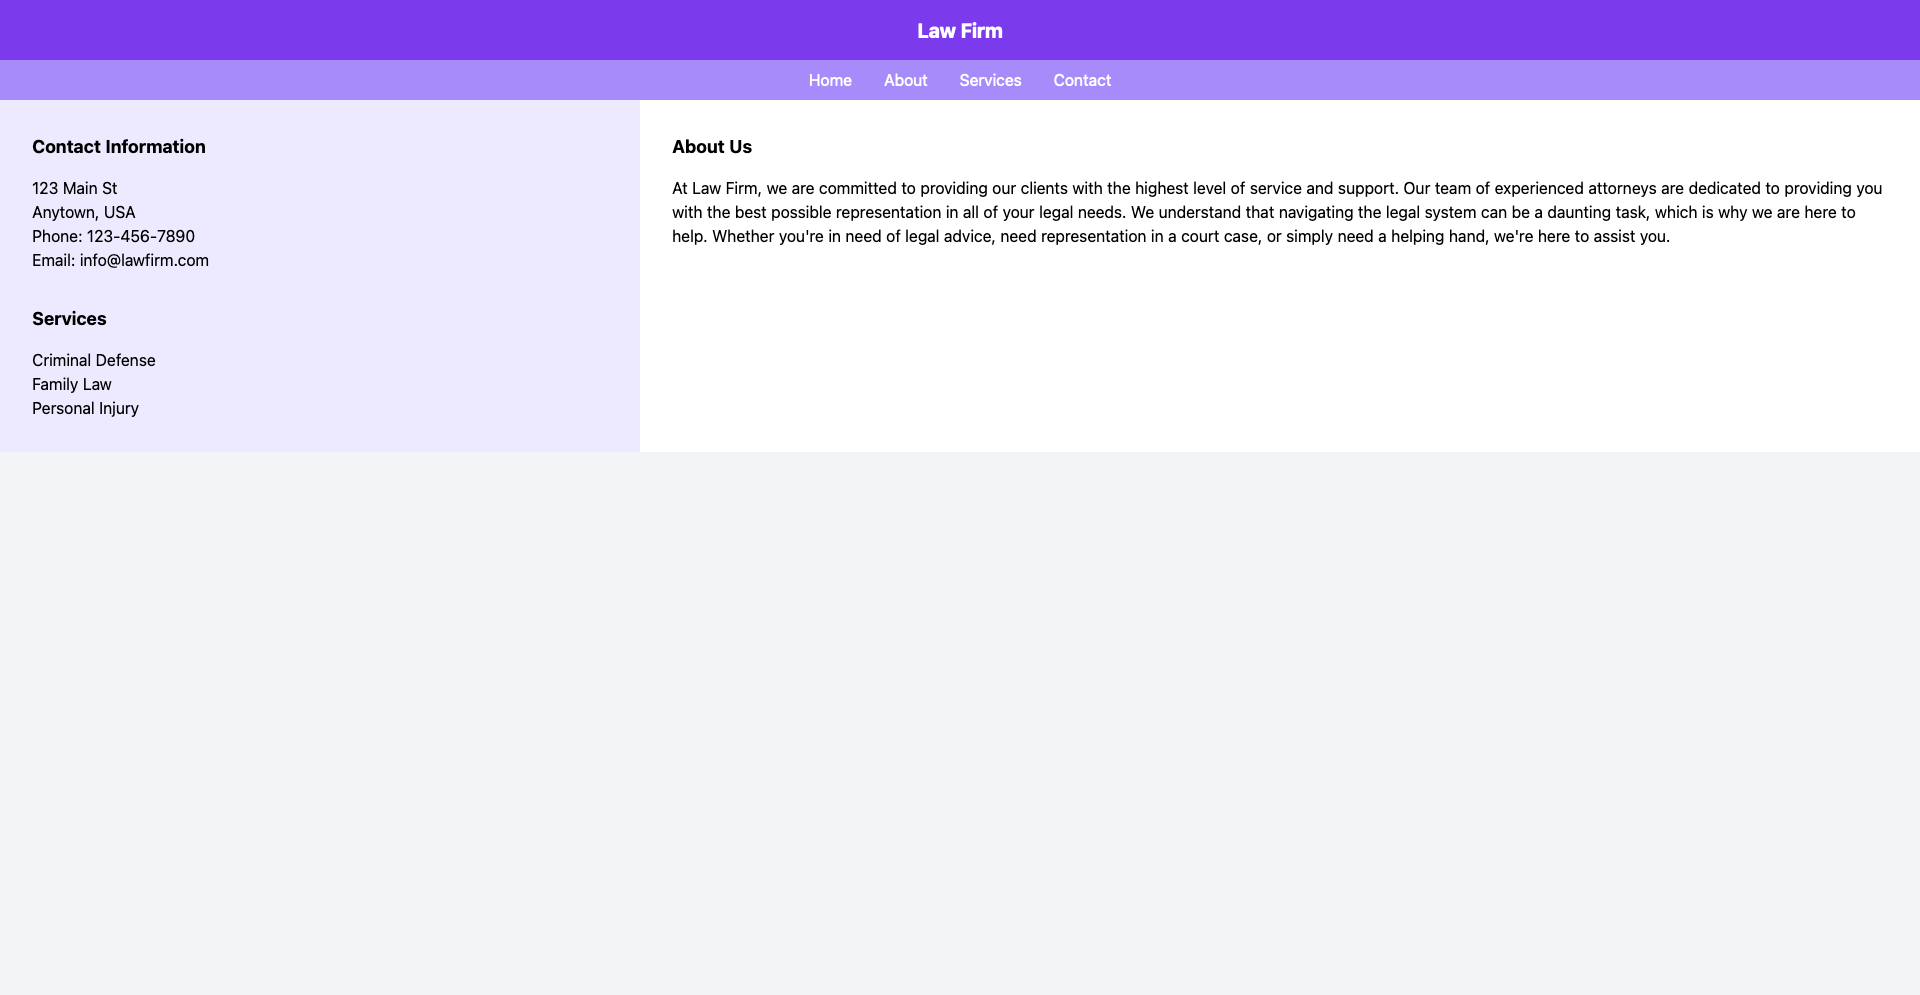 Law Firm
Home About Services Contact
Contact Information
123 Main St
Anytown, USA
Phone: 123-456-7890
Email: info@lawfirm.com
Services
Criminal Defense
Family Law
Personal Injury
About Us
At Law Firm, we are committed to providing our clients with the highest level of service and support. Our team of experienced attorneys are dedicated to providing you
with the best possible representation in all of your legal needs. We understand that navigating the legal system can be a daunting task, which is why we are here to
help. Whether you're in need of legal advice, need representation in a court case, or simply need a helping hand, we're here to assist you.